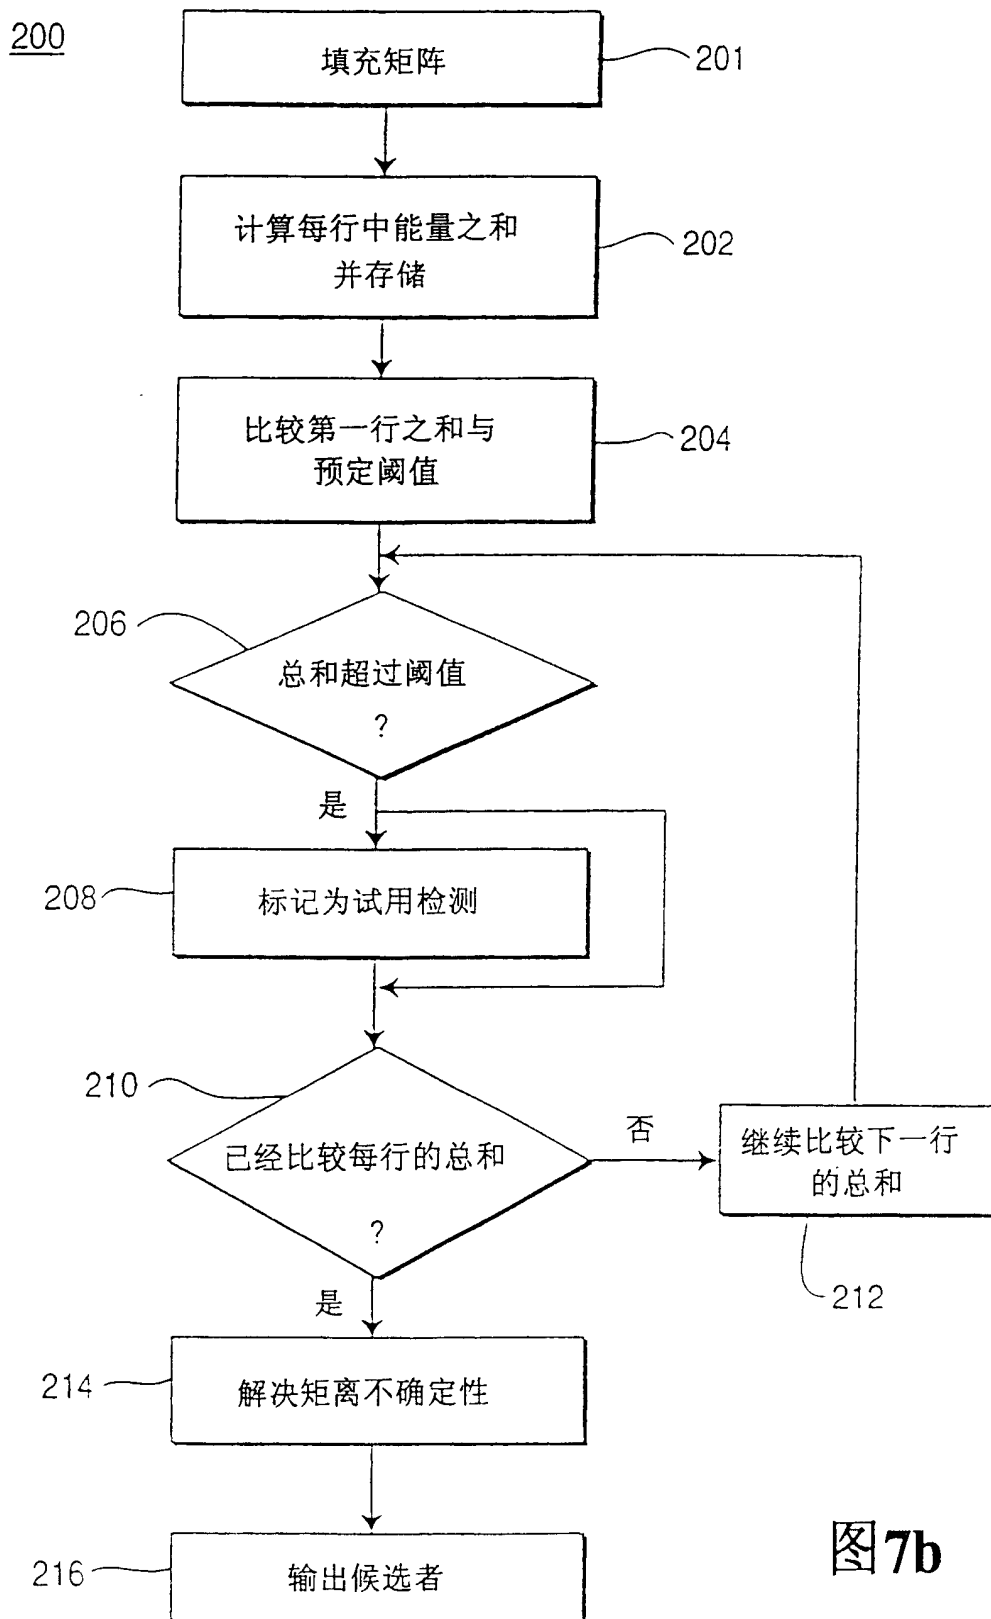 200
填充矩阵
201
计算每行中能量之和
并存储
202
比较第一行之和与
预定阈值
204
206
总和超过阈值
?
是
208
标记为试用检测
210
已经比较每行的总和
?
否
继续比较下一行
的总和
212
是
214
解决矩离不确定性
216
输出候选者
图7b